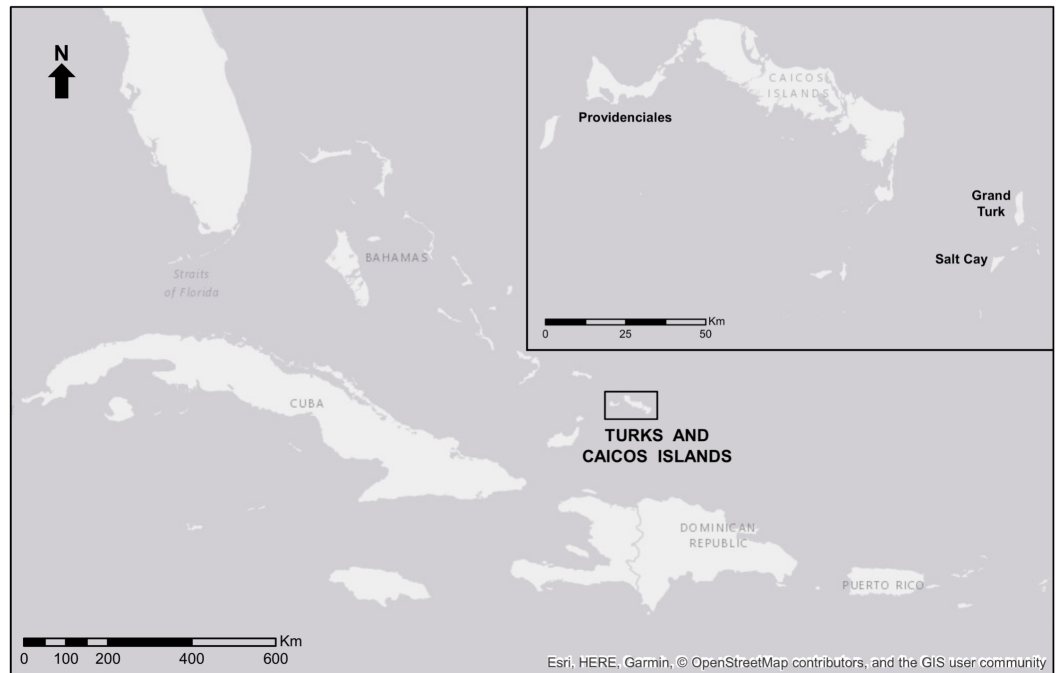 N
CAICOS
ISLANDS
Providenciales
Grand
Turk
Salt Cay
Km
0 25 50
Straits
of Florida
BAHAMAS
CUBA
TURKS AND
CAICOS ISLANDS
DOMINICAN
REPUBLIC
PUERTO RICO
Km
0 100 200 400 600
Esri, HERE, Garmin, © OpenStreetMap contributors, and the GIS user community